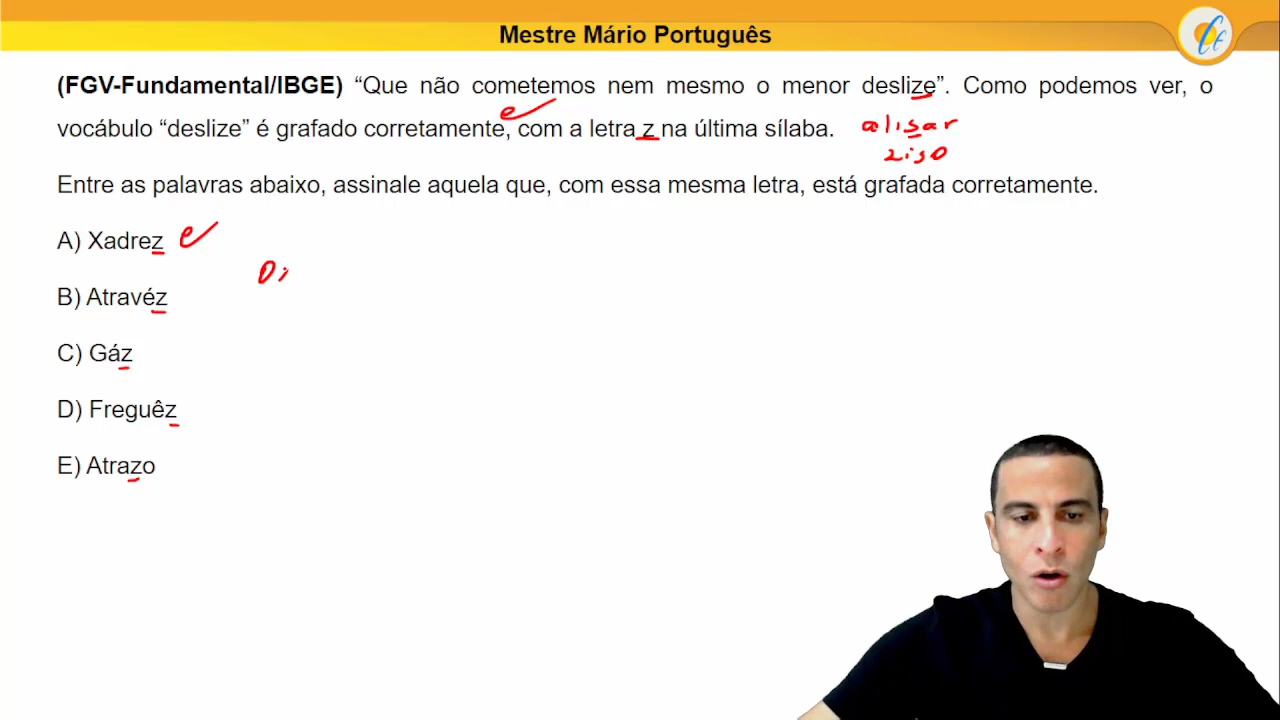 Mestre Mário Português
(FGV-Fundamental/IBGE) “Que não cometemos nem mesmo o menor deslize”. Como podemos ver, o
vocábulo “deslize” é grafado corretamente, com a letra z na última sílaba.
alisar
liso
Entre as palavras abaixo, assinale aquela que, com essa mesma letra, está grafada corretamente.
A) Xadrez
B) Atravéz
C) Gáz
D) Freguêz
E) Atrazo